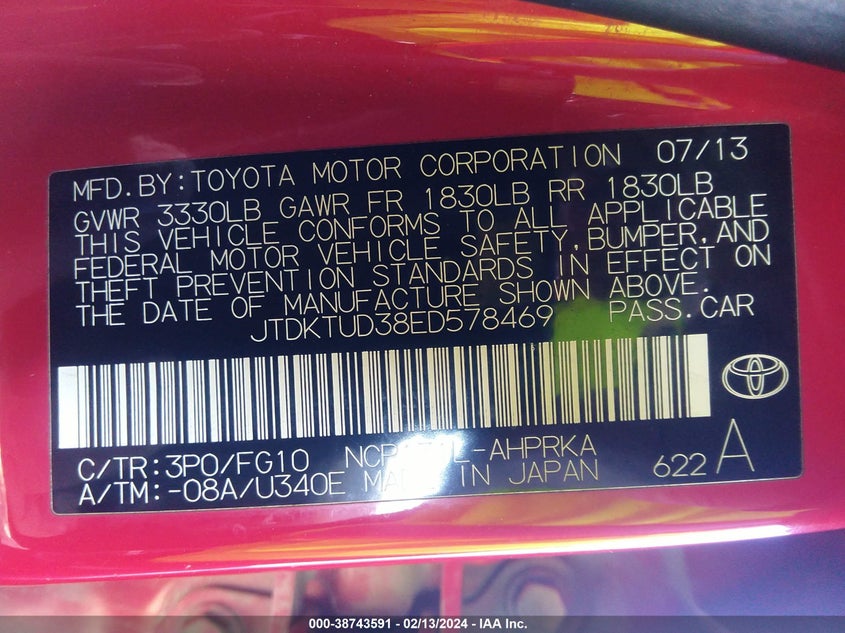 MFD.BY:TOYOTA MOTOR CORPORATION 07/13
GVWR 3330LB GAWR FR 1830LB RR 1830LB
THIS VEHICLE CONFORMS TO ALL APPLICABLE
FEDERAL MOTOR VEHICLE SAFETY,BUMPER,AND
THEFT PREVENTION STANDARDS IN EFFECT ON
THE DATE OF MANUFACTURE SHOWN ABOVE.
JTDKTUD38ED578469 PASS.CAR
C/TR:3P0/FG10
A/TM:-08A/U340E MADE IN JAPAN 622 A
000-38743591 - 02/13/2024 - IAA Inc.